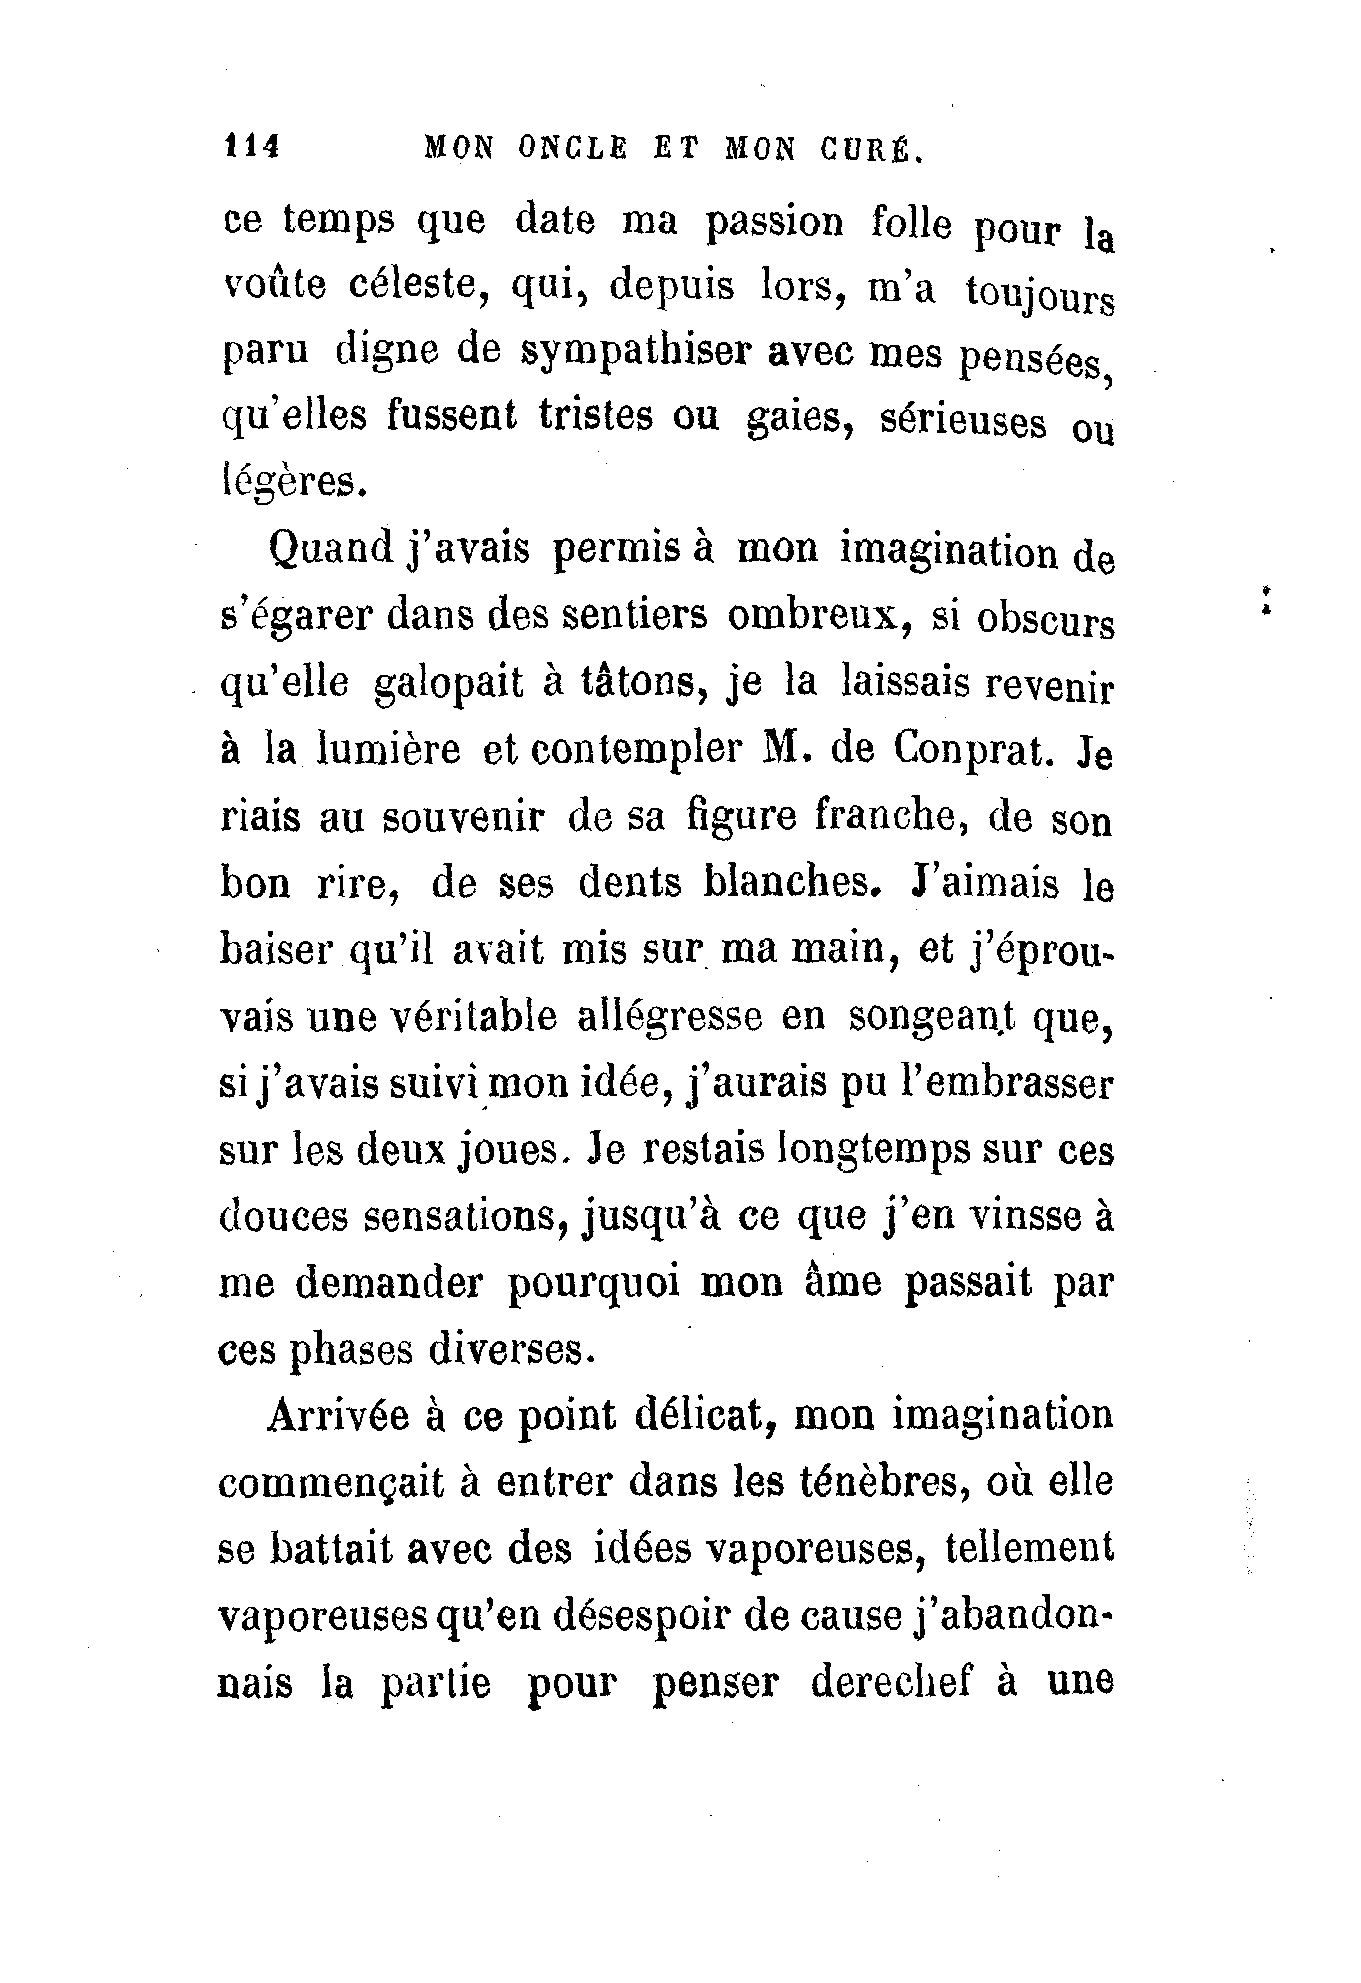 114 MON ONCLE ET MON CURÉ.
ce temps que date ma passion folle pour la
voûte céleste, qui, depuis lors, m'a toujours
paru digne de sympathiser avec mes pensées,
qu'elles fussent tristes ou gaies, sérieuses ou
légères.
Quand j'avais permis à mon imagination de
s'égarer dans des sentiers ombreux, si obscurs
qu'elle galopait à tâtons, je la laissais revenir
à la lumière et contempler M. de Conprat. Je
riais au souvenir de sa figure franche, de son
bon rire, de ses dents blanches. J'aimais le
baiser qu'il avait mis sur ma main, et j'éprou-
vais une véritable allégresse en songeant que,
si j'avais suivi mon idée, j'aurais pu l'embrasser
sur les deux joues. Je restais longtemps sur ces
douces sensations, jusqu'à ce que j'en vinsse à
me demander pourquoi mon âme passait par
ces phases diverses.
Arrivée à ce point délicat, mon imagination
commençait à entrer dans les ténèbres, où elle
se battait avec des idées vaporeuses, tellement
vaporeuses qu'en désespoir de cause j'abandon-
nais la partie pour penser derechef à une